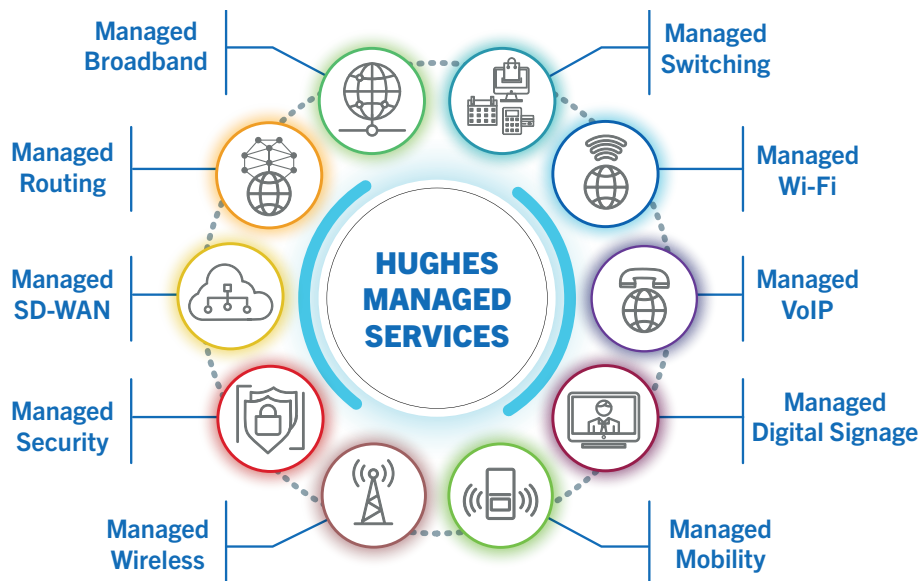 Managed
Broadband
Managed
Switching
Managed
Routing
Managed
Wi-Fi
HUGHES
MANAGED
SERVICES
Managed
SD-WAN
Managed
VoIP
Managed
Security
Managed
Digital Signage
Managed
Wireless
Managed
Mobility